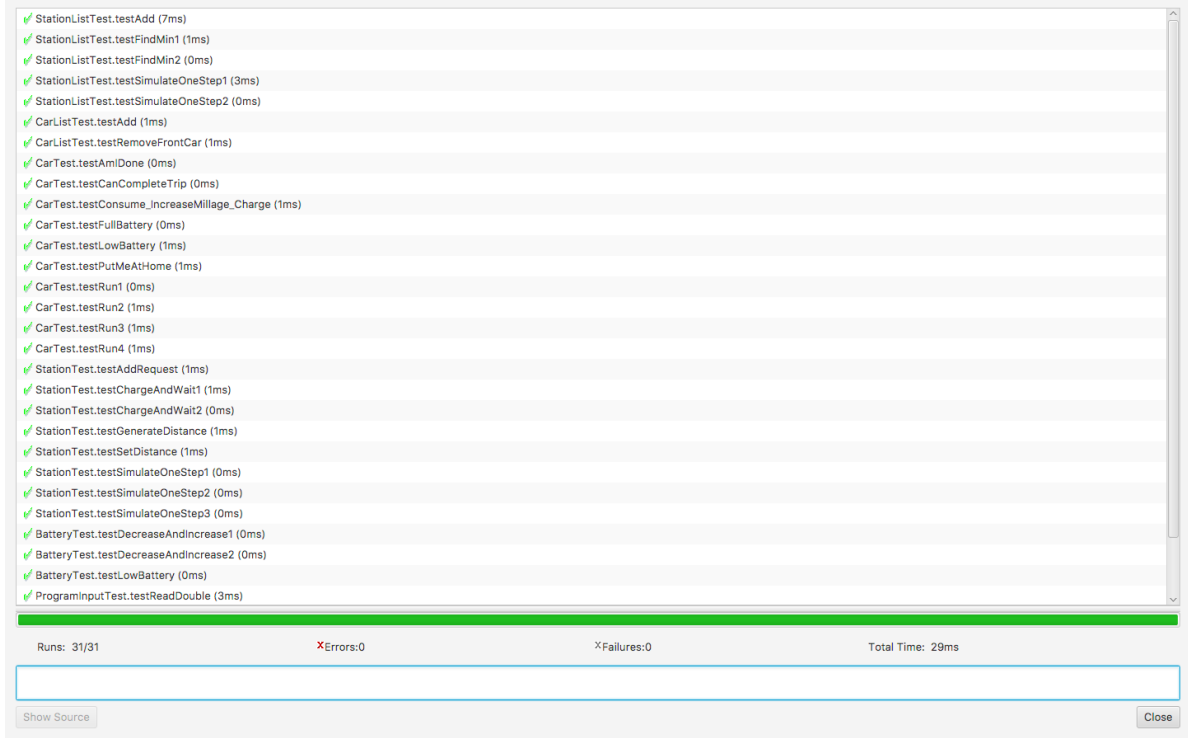 StationListTest.testAdd (7ms)
StationListTest.testFindMin1 (1ms)
StationListTest.testFindMin2 (0ms)
StationListTest.testSimulateOneStep1 (3ms)
StationListTest.testSimulateOneStep2 (0ms)
CarListTest.testAdd (1ms)
CarListTest.testRemoveFrontCar (1ms)
CarTest.testAmIDone (0ms)
CarTest.testCanCompleteTrip (0ms)
CarTest.testConsume_IncreaseMillage_Charge (1ms)
CarTest.testFullBattery (0ms)
CarTest.testLowBattery (1ms)
CarTest.testPutMeAtHome (1ms)
CarTest.testRun1 (0ms)
CarTest.testRun2 (1ms)
CarTest.testRun3 (1ms)
CarTest.testRun4 (1ms)
StationTest.testAddRequest (1ms)
StationTest.testChargeAndWait1 (1ms)
StationTest.testChargeAndWait2 (0ms)
StationTest.testGenerateDistance (1ms)
StationTest.testSetDistance (1ms)
StationTest.testSimulateOneStep1 (0ms)
StationTest.testSimulateOneStep2 (0ms)
StationTest.testSimulateOneStep3 (0ms)
BatteryTest.testDecreaseAndIncrease1 (0ms)
BatteryTest.testDecreaseAndIncrease2 (0ms)
BatteryTest.testLowBattery (0ms)
ProgramInputTest.testReadDouble (3ms)
Runs: 31/31 XErrors:0 XFailures:0 Total Time: 29ms
Show Source Close